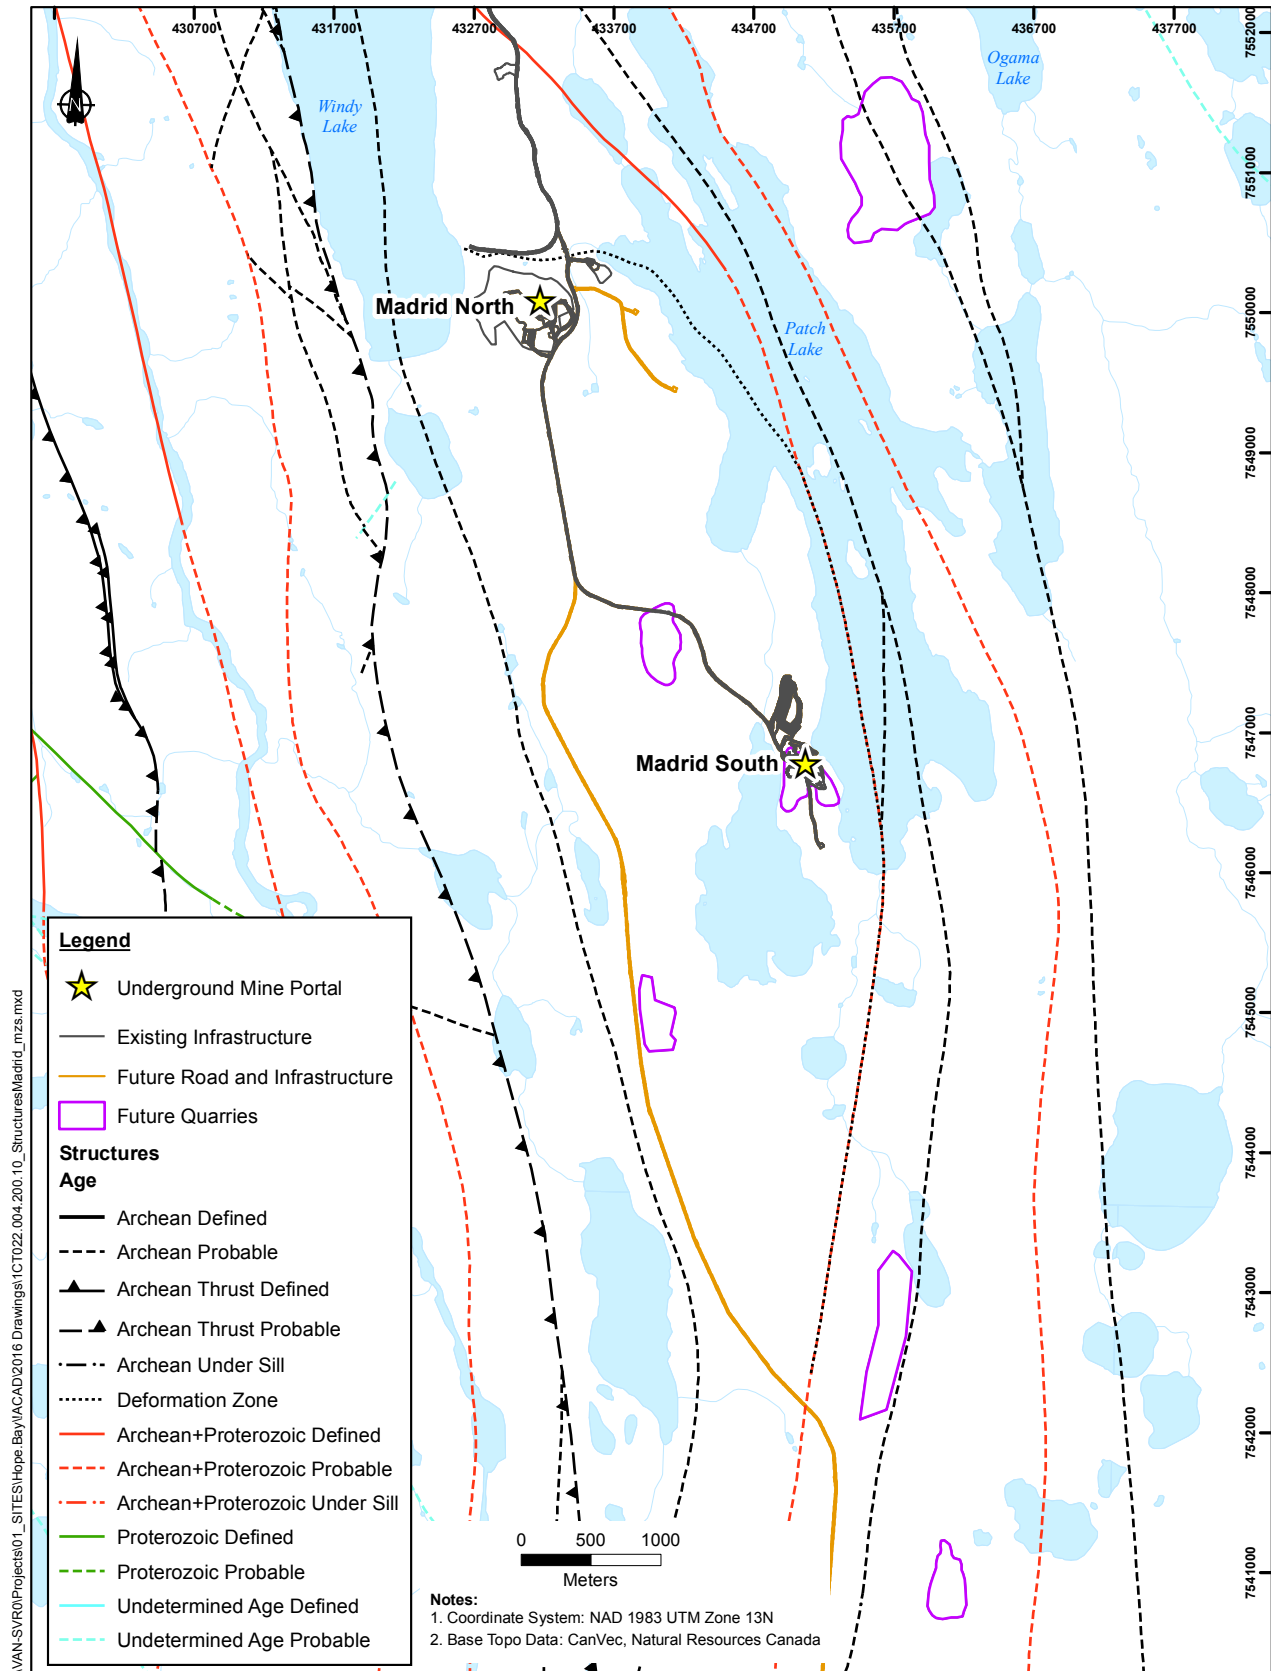 430700 431700 432700 433700 434700 435700 436700 437700
7552000
7551000
7550000
7549000
7548000
7547000
7546000
7545000
7544000
7543000
7542000
7541000
N
Windy
Lake
Ogama
Lake
Madrid North
Patch
Lake
Madrid South
Legend
Underground Mine Portal
Existing Infrastructure
Future Road and Infrastructure
Future Quarries
Structures
Age
Archean Defined
Archean Probable
Archean Thrust Defined
Archean Thrust Probable
Archean Under Sill
Deformation Zone
Archean+Proterozoic Defined
Archean+Proterozoic Probable
Archean+Proterozoic Under Sill
Proterozoic Defined
Proterozoic Probable
Undetermined Age Defined
Undetermined Age Probable
0 500 1000
Meters
Notes:
1. Coordinate System: NAD 1983 UTM Zone 13N
2. Base Topo Data: CanVec, Natural Resources Canada
\VAN-SVR0\Projects\01_SITES\Hope.Bay\!ACAD\2016 Drawings\1CT022.004.200.10_StructuresMadrid_mzs.mxd